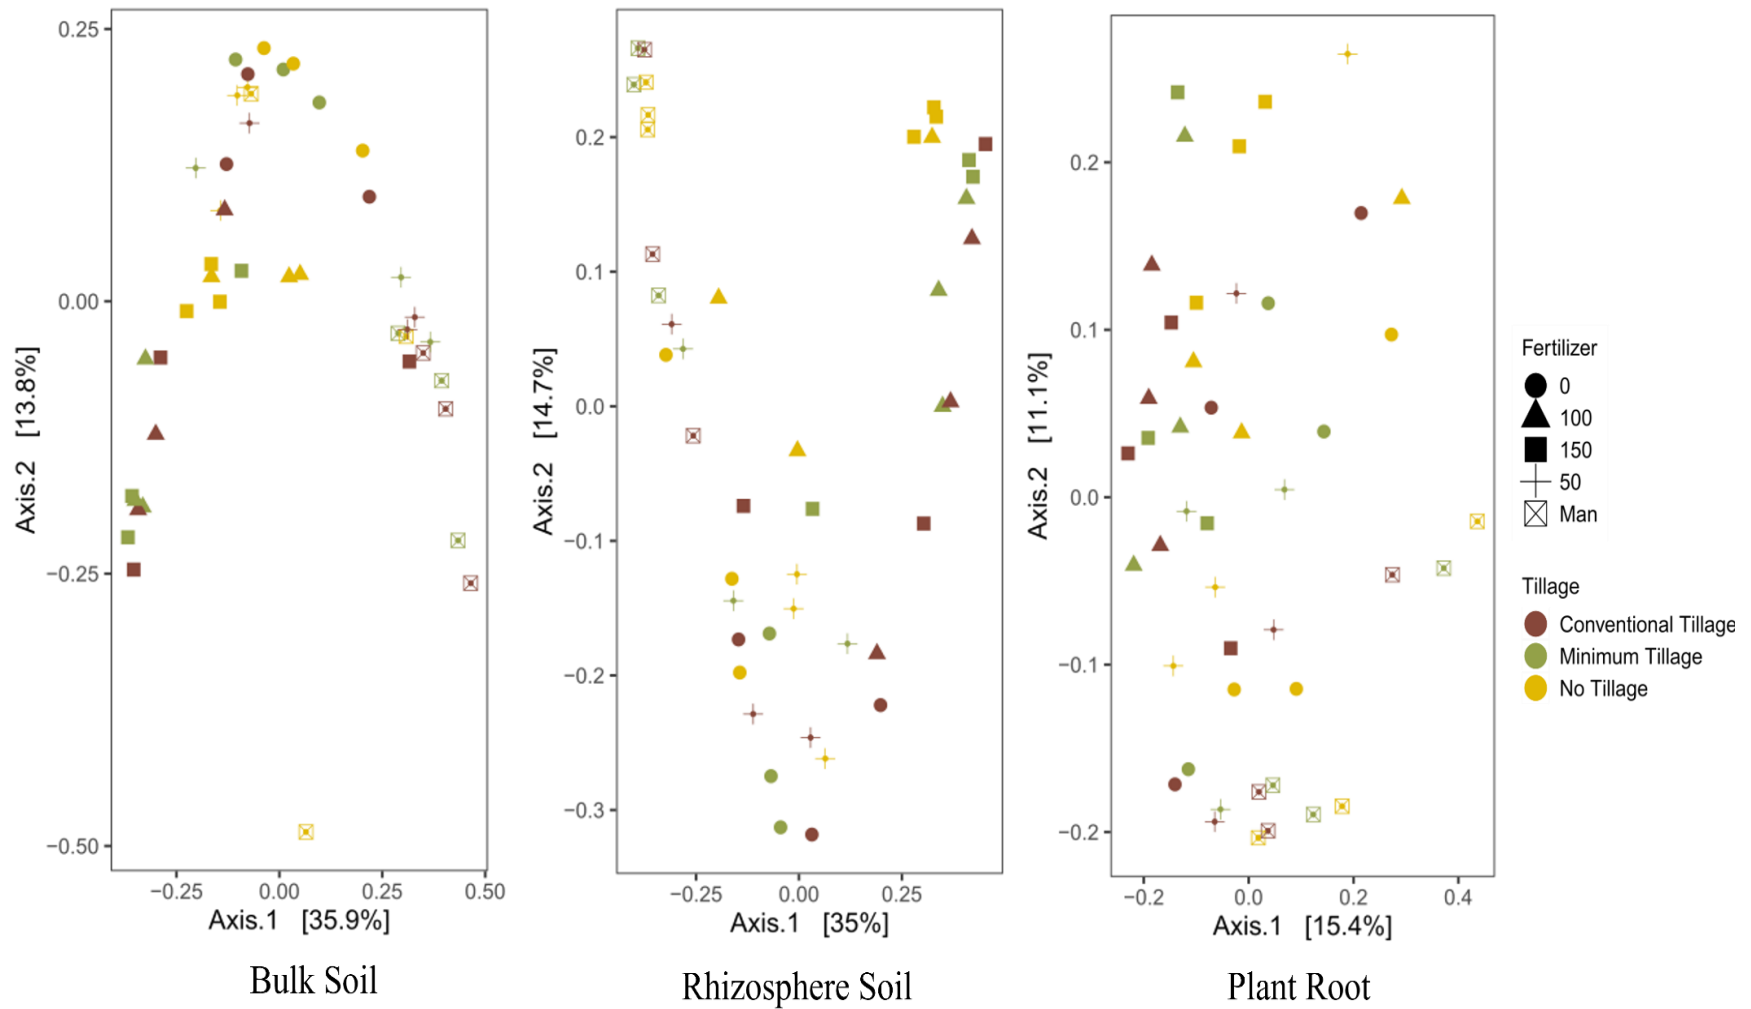 0.25
0.00
−0.25
−0.50
Axis.2 [13.8%]
−0.25 0.00 0.25 0.50
Axis.1 [35.9%]
Bulk Soil
0.2
0.1
0.0
−0.1
−0.2
−0.3
Axis.2 [14.7%]
−0.25 0.00 0.25
Axis.1 [35%]
Rhizosphere Soil
0.2
0.1
0.0
−0.1
−0.2
Axis.2 [11.1%]
−0.2 0.0 0.2 0.4
Axis.1 [15.4%]
Plant Root
Fertilizer
0
100
150
50
Man
Tillage
Conventional Tillage
Minimum Tillage
No Tillage